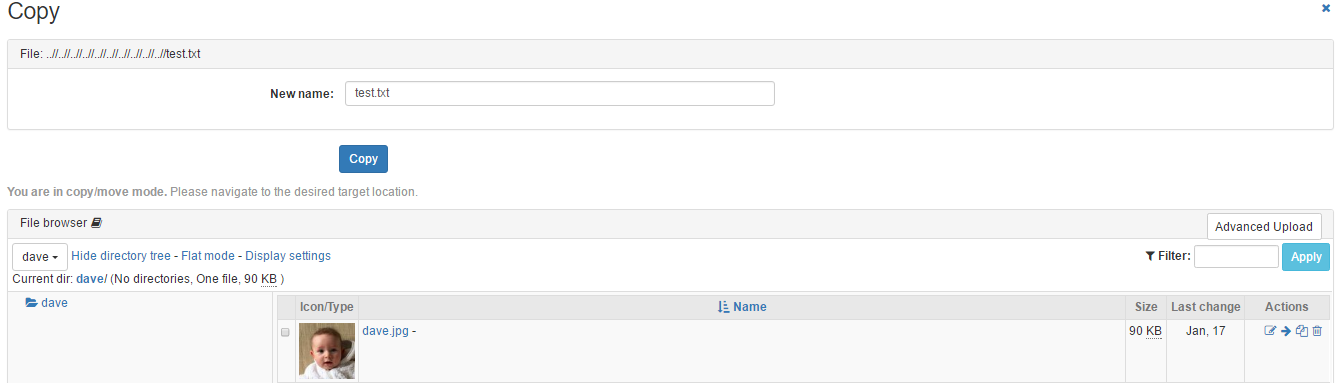 Copy
File: ..//..//..//..//..//..//..//..//..//..//test.txt
New name: test.txt
Copy
You are in copy/move mode. Please navigate to the desired target location.
File browser
Advanced Upload
dave Hide directory tree - Flat mode - Display settings Filter: Apply
Current dir: dave/ (No directories, One file, 90 KB )
dave
Icon/Type Name Size Last change Actions
dave.jpg - 90 KB Jan, 17